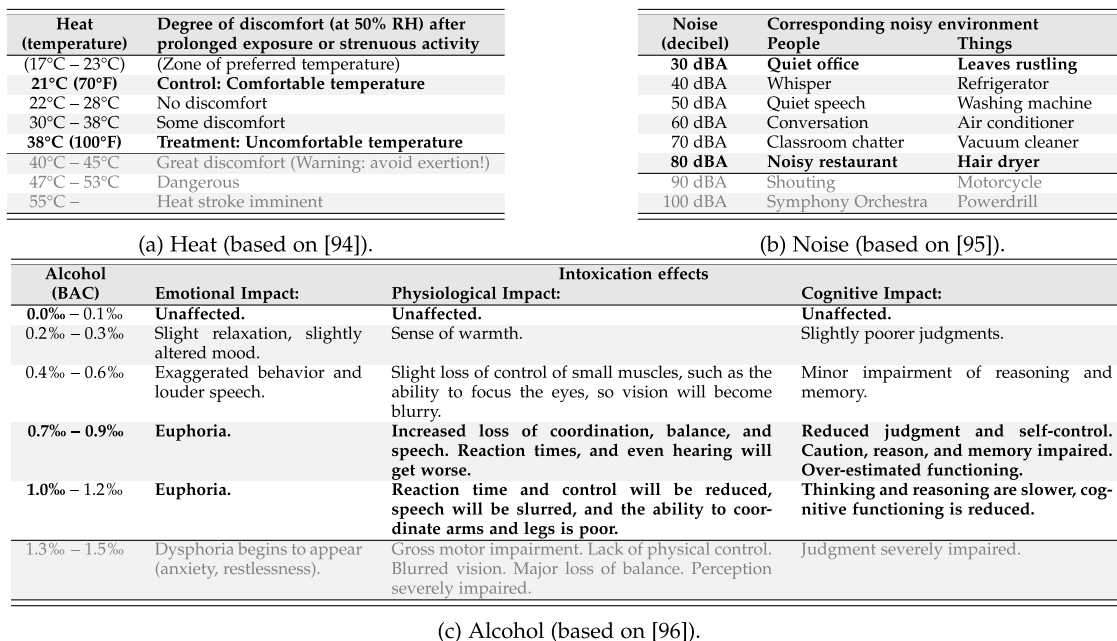 Heat Degree of discomfort (at 50% RH) after
(temperature) prolonged exposure or strenuous activity
(17°C – 23°C) (Zone of preferred temperature)
21°C (70°F) Control: Comfortable temperature
22°C – 28°C No discomfort
30°C – 38°C Some discomfort
38°C (100°F) Treatment: Uncomfortable temperature
40°C – 45°C Great discomfort (Warning: avoid exertion!)
47°C – 53°C Dangerous
55°C – Heat stroke imminent
(a) Heat (based on [94]).
Noise Corresponding noisy environment
(decibel) People Things
30 dBA Quiet office Leaves rustling
40 dBA Whisper Refrigerator
50 dBA Quiet speech Washing machine
60 dBA Conversation Air conditioner
70 dBA Classroom chatter Vacuum cleaner
80 dBA Noisy restaurant Hair dryer
90 dBA Shouting Motorcycle
100 dBA Symphony Orchestra Powerdrill
(b) Noise (based on [95]).
Alcohol Intoxication effects
(BAC) Emotional Impact: Physiological Impact: Cognitive Impact:
0.0‰ – 0.1‰ Unaffected. Unaffected. Unaffected.
0.2‰ – 0.3‰ Slight relaxation, slightly Sense of warmth. Slightly poorer judgments.
altered mood.
0.4‰ – 0.6‰ Exaggerated behavior and Slight loss of control of small muscles, such as the Minor impairment of reasoning and
louder speech. ability to focus the eyes, so vision will become memory.
blurry.
0.7‰ – 0.9‰ Euphoria. Increased loss of coordination, balance, and Reduced judgment and self-control.
speech. Reaction times, and even hearing will Caution, reason, and memory impaired.
get worse. Over-estimated functioning.
1.0‰ – 1.2‰ Euphoria. Reaction time and control will be reduced, Thinking and reasoning are slower, cog-
speech will be slurred, and the ability to coor- nitive functioning is reduced.
dinate arms and legs is poor.
1.3‰ – 1.5‰ Dysphoria begins to appear Gross motor impairment. Lack of physical control. Judgment severely impaired.
(anxiety, restlessness). Blurred vision. Major loss of balance. Perception
severely impaired.
(c) Alcohol (based on [96]).